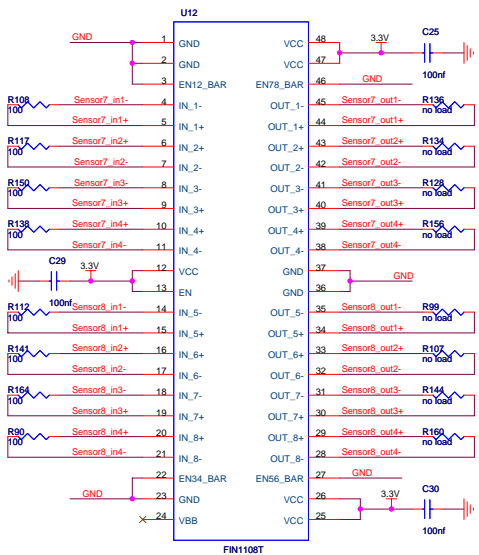 U12
GND 1 GND VCC 48 3.3V C25
2 GND VCC 47 100nf
3 EN12_BAR EN78_BAR 46 GND
R108 100 Sensor7_in1- 4 IN_1- OUT_1- 45 Sensor7_out1- R136 no load
Sensor7_in1+ 5 IN_1+ OUT_1+ 44 Sensor7_out1+
R117 100 Sensor7_in2+ 6 IN_2+ OUT_2+ 43 Sensor7_out2+ R134 no load
Sensor7_in2- 7 IN_2- OUT_2- 42 Sensor7_out2-
R150 100 Sensor7_in3- 8 IN_3- OUT_3- 41 Sensor7_out3- R128 no load
Sensor7_in3+ 9 IN_3+ OUT_3+ 40 Sensor7_out3+
R138 100 Sensor7_in4+ 10 IN_4+ OUT_4+ 39 Sensor7_out4+ R156 no load
Sensor7_in4- 11 IN_4- OUT_4- 38 Sensor7_out4-
C29 3.3V 12 VCC GND 37 GND
100nf 13 EN GND 36
R112 100 Sensor8_in1- 14 IN_5- OUT_5- 35 Sensor8_out1- R99 no load
Sensor8_in1+ 15 IN_5+ OUT_5+ 34 Sensor8_out1+
R141 100 Sensor8_in2+ 16 IN_6+ OUT_6+ 33 Sensor8_out2+ R107 no load
Sensor8_in2- 17 IN_6- OUT_6- 32 Sensor8_out2-
R164 100 Sensor8_in3- 18 IN_7- OUT_7- 31 Sensor8_out3- R144 no load
Sensor8_in3+ 19 IN_7+ OUT_7+ 30 Sensor8_out3+
R90 100 Sensor8_in4+ 20 IN_8+ OUT_8+ 29 Sensor8_out4+ R160 no load
Sensor8_in4- 21 IN_8- OUT_8- 28 Sensor8_out4-
22 EN34_BAR EN56_BAR 27 GND
GND 23 GND VCC 26 3.3V C30
24 VBB VCC 25 100nf
FIN1108T